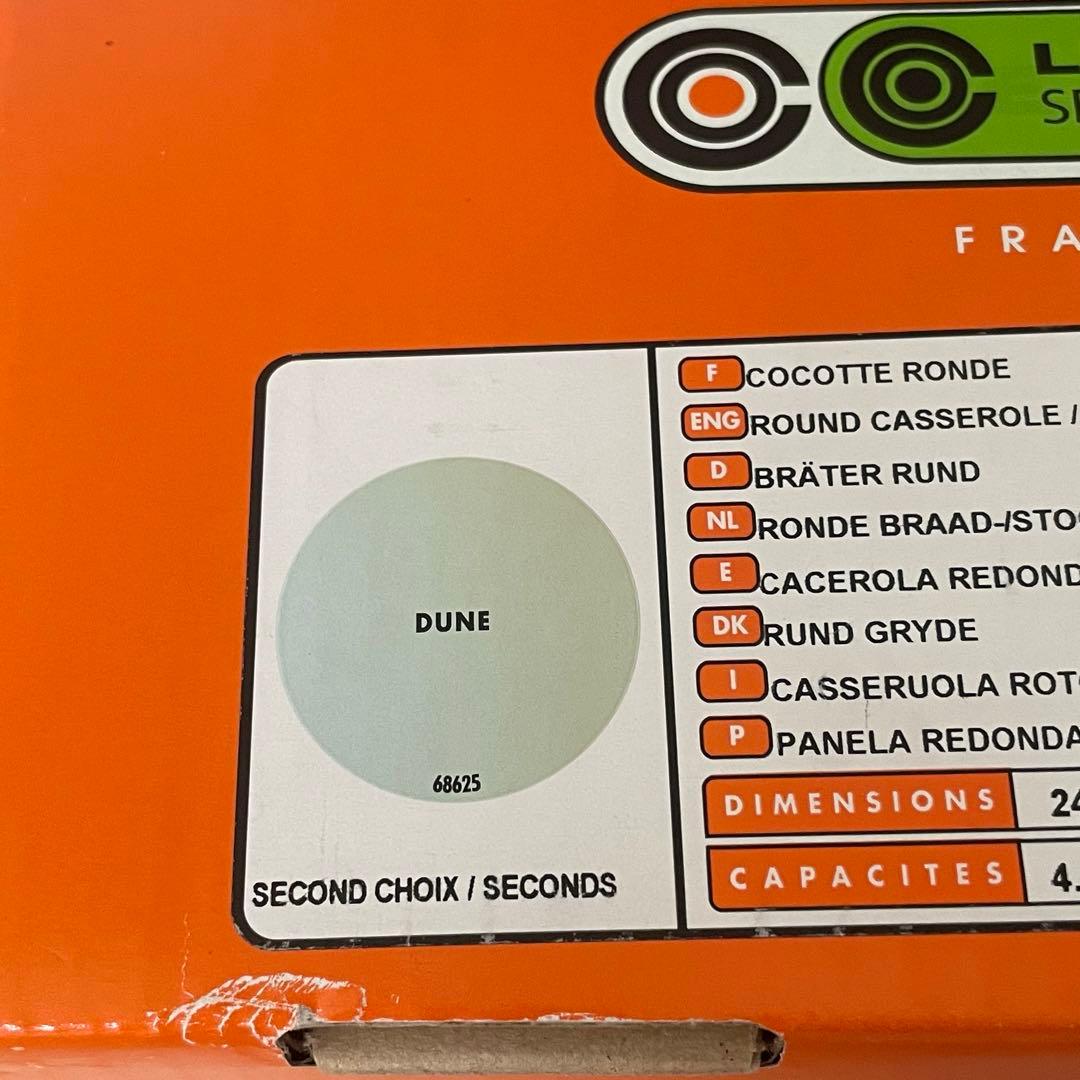 FRA
F COCOTTE RONDE
ENG ROUND CASSEROLE /
D BRÄTER RUND
NL RONDE BRAAD-/STO
E CACEROLA REDOND
DK RUND GRYDE
I CASSERUOLA ROT
P PANELA REDONDA
DIMENSIONS 24
CAPACITES 4.
DUNE
68625
SECOND CHOIX / SECONDS